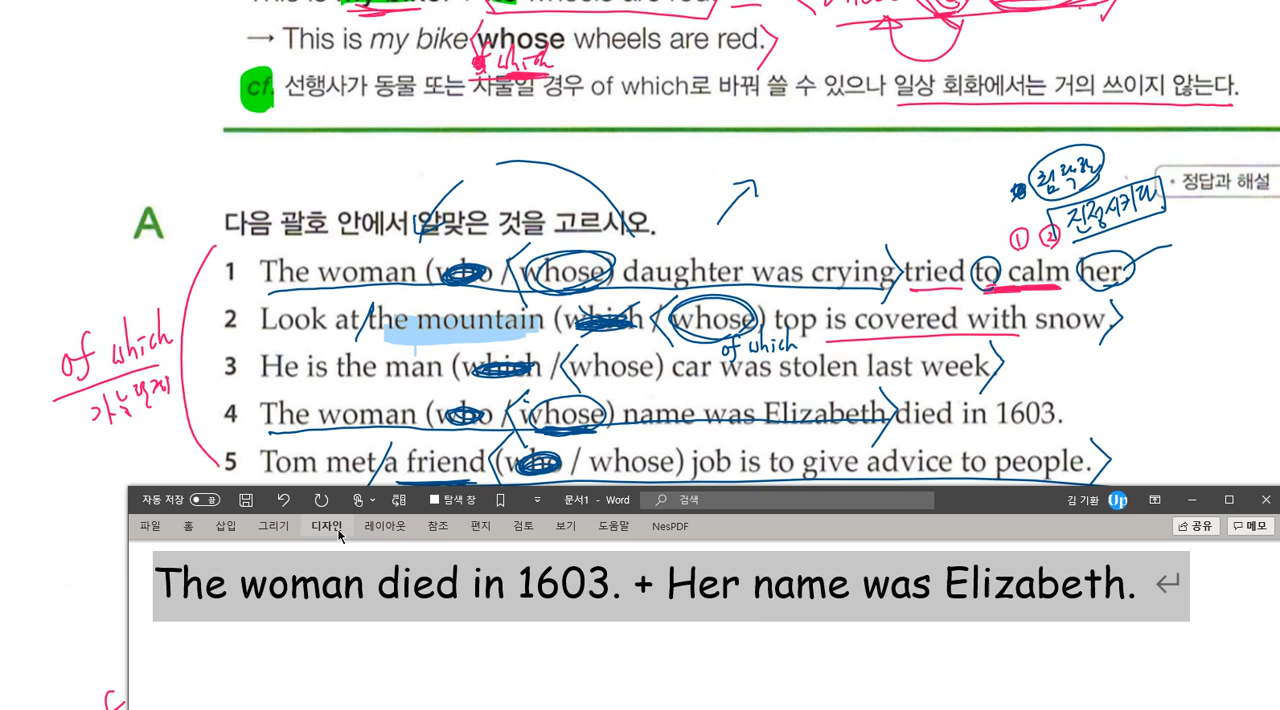 → This is my bike whose wheels are red.
of which
cf. 선행사가 동물 또는 사물일 경우 of which로 바꿔 쓸 수 있으나 일상 회화에서는 거의 쓰이지 않는다.
• 정답과 해설
진정시키다
A 다음 괄호 안에서 알맞은 것을 고르시오.
① ②
1 The woman (who / whose) daughter was crying tried to calm her.
2 Look at the mountain (which / whose) top is covered with snow.
of which
3 He is the man (which / whose) car was stolen last week.
of which
4 The woman (who / whose) name was Elizabeth died in 1603.
5 Tom met a friend (who / whose) job is to give advice to people.
자동 저장 끔 탐색 창 문서1 - Word 검색 김 기환 Up
파일 홈 삽입 그리기 디자인 레이아웃 참조 편지 검토 보기 도움말 NesPDF 공유 메모
The woman died in 1603. + Her name was Elizabeth.